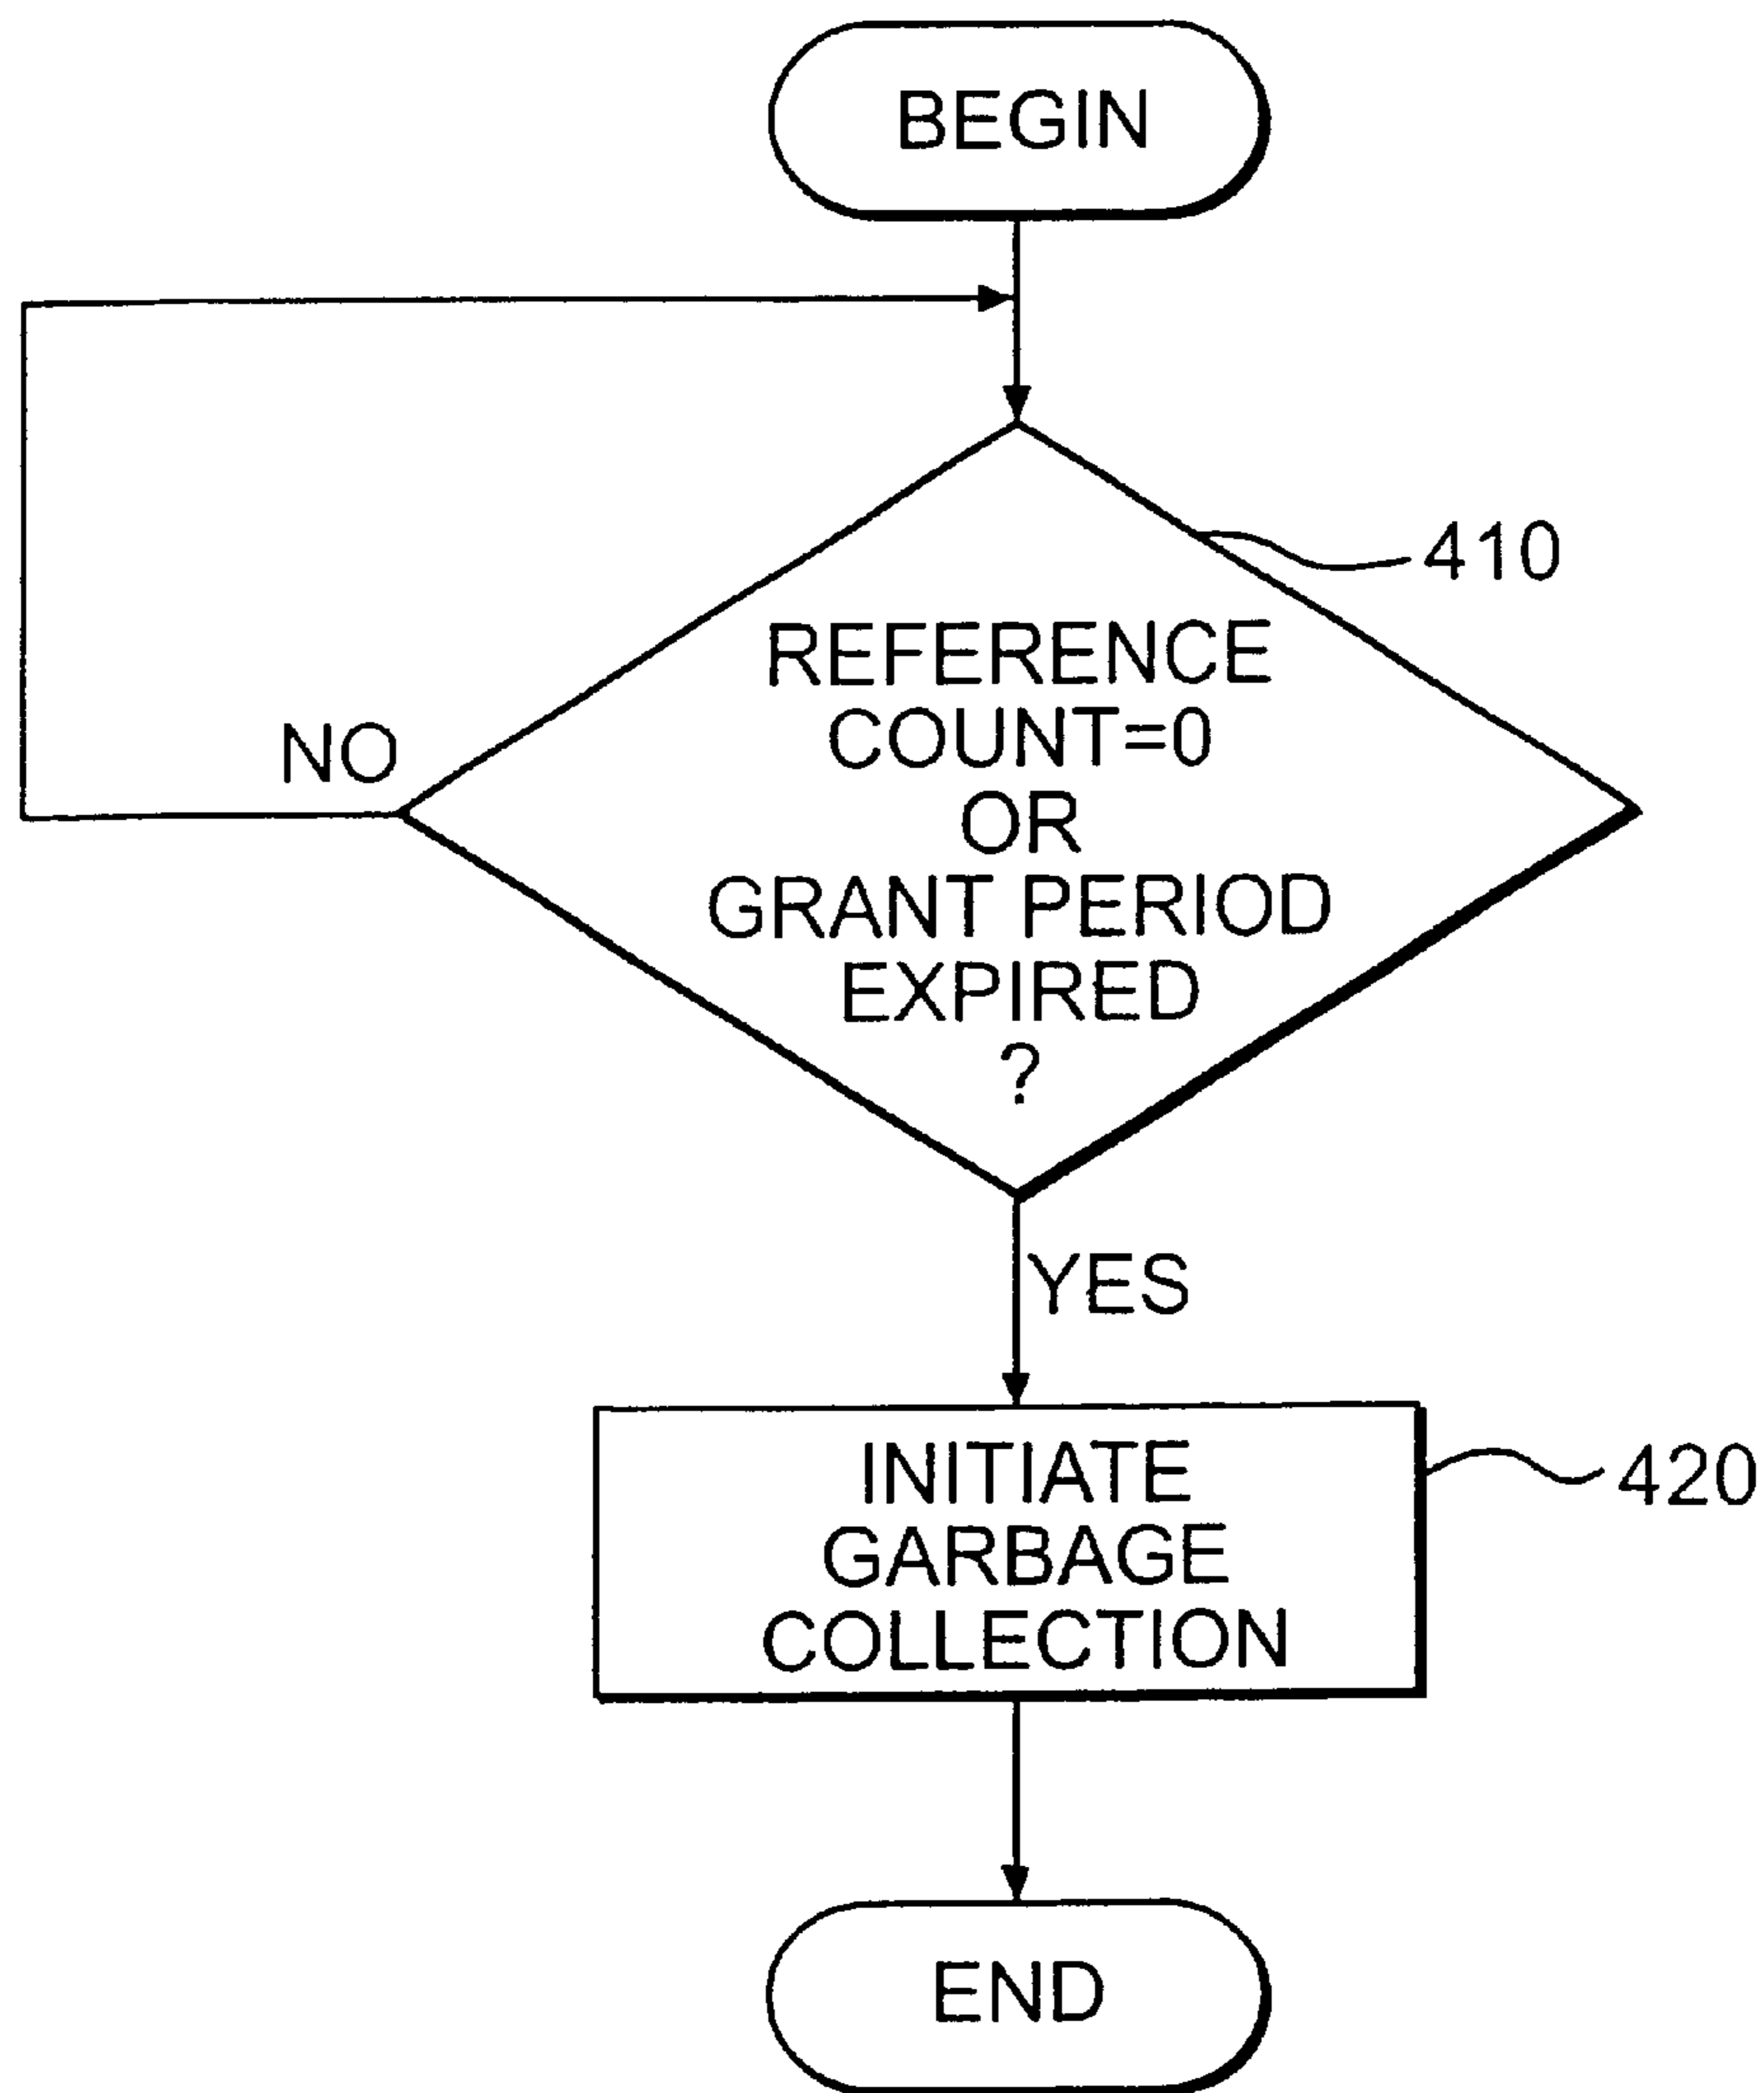 BEGIN
410
REFERENCE
COUNT=0
OR
GRANT PERIOD
EXPIRED
?
NO
YES
INITIATE
GARBAGE
COLLECTION
420
END